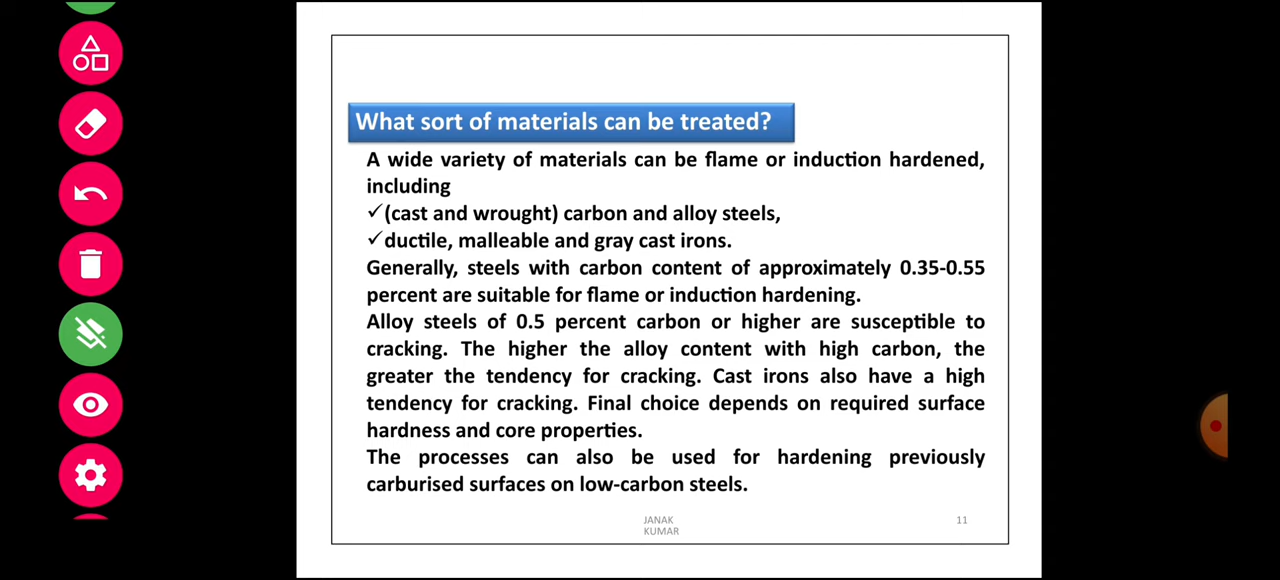 What sort of materials can be treated?
A wide variety of materials can be flame or induction hardened,
including
✓(cast and wrought) carbon and alloy steels,
✓ductile, malleable and gray cast irons.
Generally, steels with carbon content of approximately 0.35-0.55
percent are suitable for flame or induction hardening.
Alloy steels of 0.5 percent carbon or higher are susceptible to
cracking. The higher the alloy content with high carbon, the
greater the tendency for cracking. Cast irons also have a high
tendency for cracking. Final choice depends on required surface
hardness and core properties.
The processes can also be used for hardening previously
carburised surfaces on low-carbon steels.
JANAK
KUMAR
11